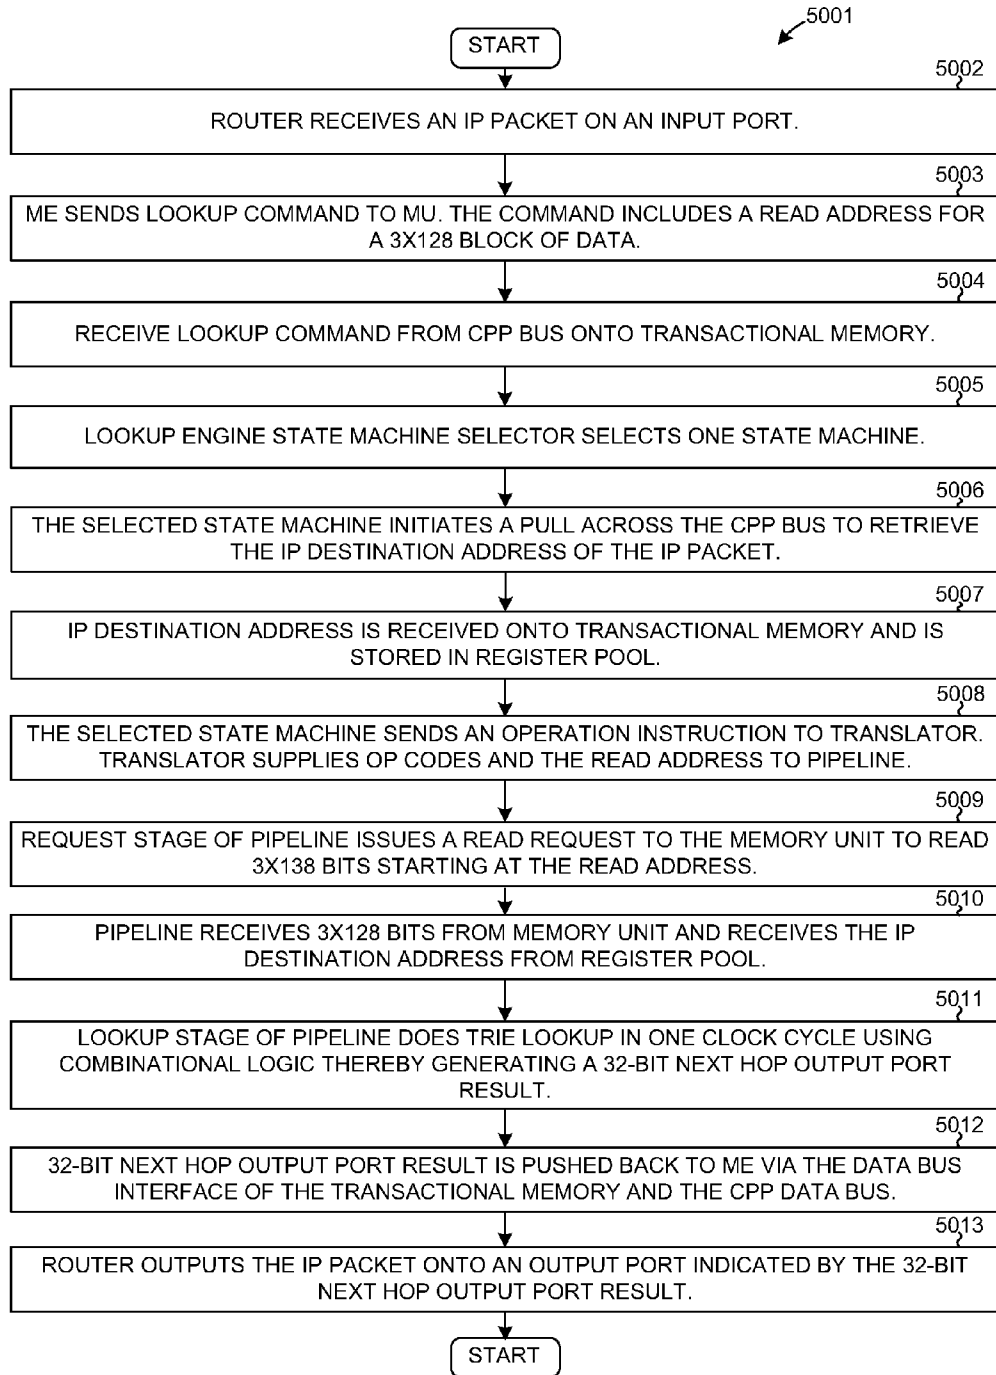 5001
START
5002
ROUTER RECEIVES AN IP PACKET ON AN INPUT PORT.
5003
ME SENDS LOOKUP COMMAND TO MU. THE COMMAND INCLUDES A READ ADDRESS FOR
A 3X128 BLOCK OF DATA.
5004
RECEIVE LOOKUP COMMAND FROM CPP BUS ONTO TRANSACTIONAL MEMORY.
5005
LOOKUP ENGINE STATE MACHINE SELECTOR SELECTS ONE STATE MACHINE.
5006
THE SELECTED STATE MACHINE INITIATES A PULL ACROSS THE CPP BUS TO RETRIEVE
THE IP DESTINATION ADDRESS OF THE IP PACKET.
5007
IP DESTINATION ADDRESS IS RECEIVED ONTO TRANSACTIONAL MEMORY AND IS
STORED IN REGISTER POOL.
5008
THE SELECTED STATE MACHINE SENDS AN OPERATION INSTRUCTION TO TRANSLATOR.
TRANSLATOR SUPPLIES OP CODES AND THE READ ADDRESS TO PIPELINE.
5009
REQUEST STAGE OF PIPELINE ISSUES A READ REQUEST TO THE MEMORY UNIT TO READ
3X138 BITS STARTING AT THE READ ADDRESS.
5010
PIPELINE RECEIVES 3X128 BITS FROM MEMORY UNIT AND RECEIVES THE IP
DESTINATION ADDRESS FROM REGISTER POOL.
5011
LOOKUP STAGE OF PIPELINE DOES TRIE LOOKUP IN ONE CLOCK CYCLE USING
COMBINATIONAL LOGIC THEREBY GENERATING A 32-BIT NEXT HOP OUTPUT PORT
RESULT.
5012
32-BIT NEXT HOP OUTPUT PORT RESULT IS PUSHED BACK TO ME VIA THE DATA BUS
INTERFACE OF THE TRANSACTIONAL MEMORY AND THE CPP DATA BUS.
5013
ROUTER OUTPUTS THE IP PACKET ONTO AN OUTPUT PORT INDICATED BY THE 32-BIT
NEXT HOP OUTPUT PORT RESULT.
START